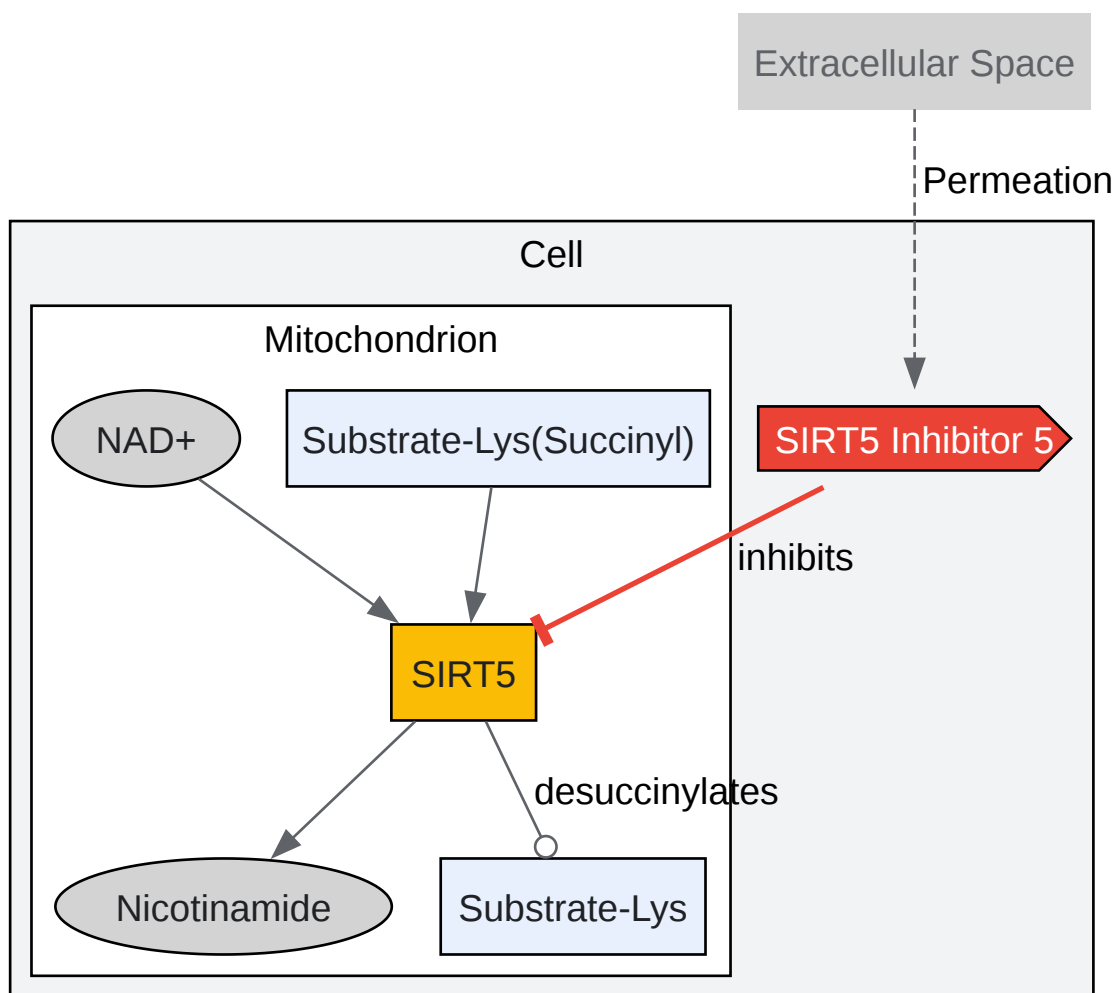 Extracellular Space
Permeation
Cell
Mitochondrion
NAD+
Substrate-Lys(Succinyl)
SIRT5 Inhibitor 5
inhibits
SIRT5
desuccinylates
Nicotinamide
Substrate-Lys